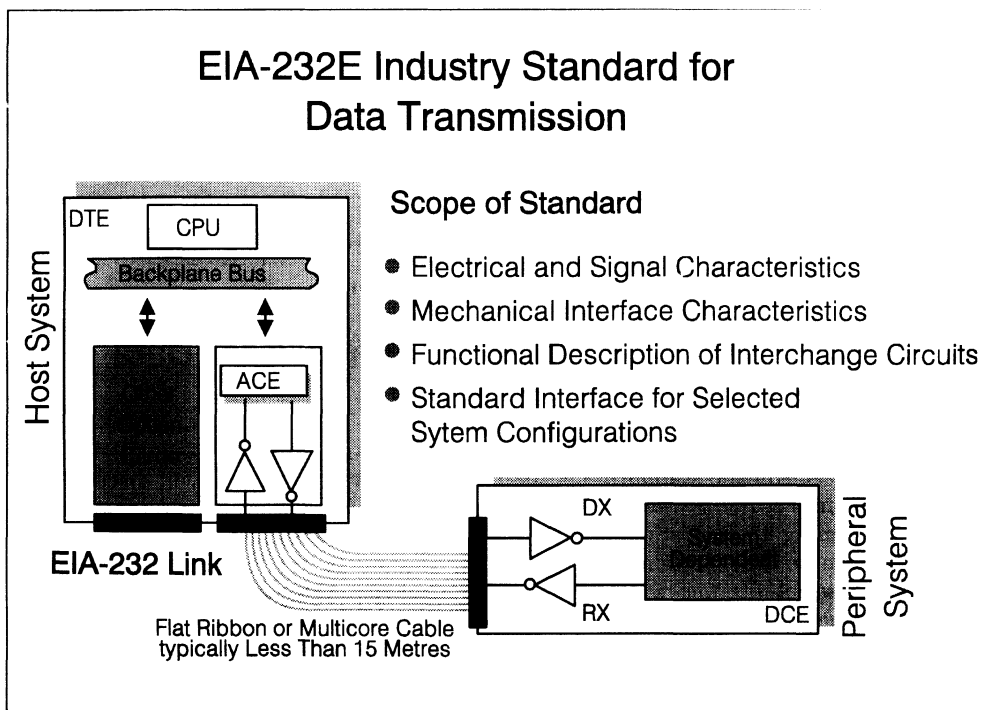 EIA-232E Industry Standard for
Data Transmission
Host System
DTE
CPU
Backplane Bus
ACE
EIA-232 Link
Scope of Standard
Electrical and Signal Characteristics
Mechanical Interface Characteristics
Functional Description of Interchange Circuits
Standard Interface for Selected
Sytem Configurations
DX
RX
System
Dependent
DCE
Peripheral
System
Flat Ribbon or Multicore Cable
typically Less Than 15 Metres